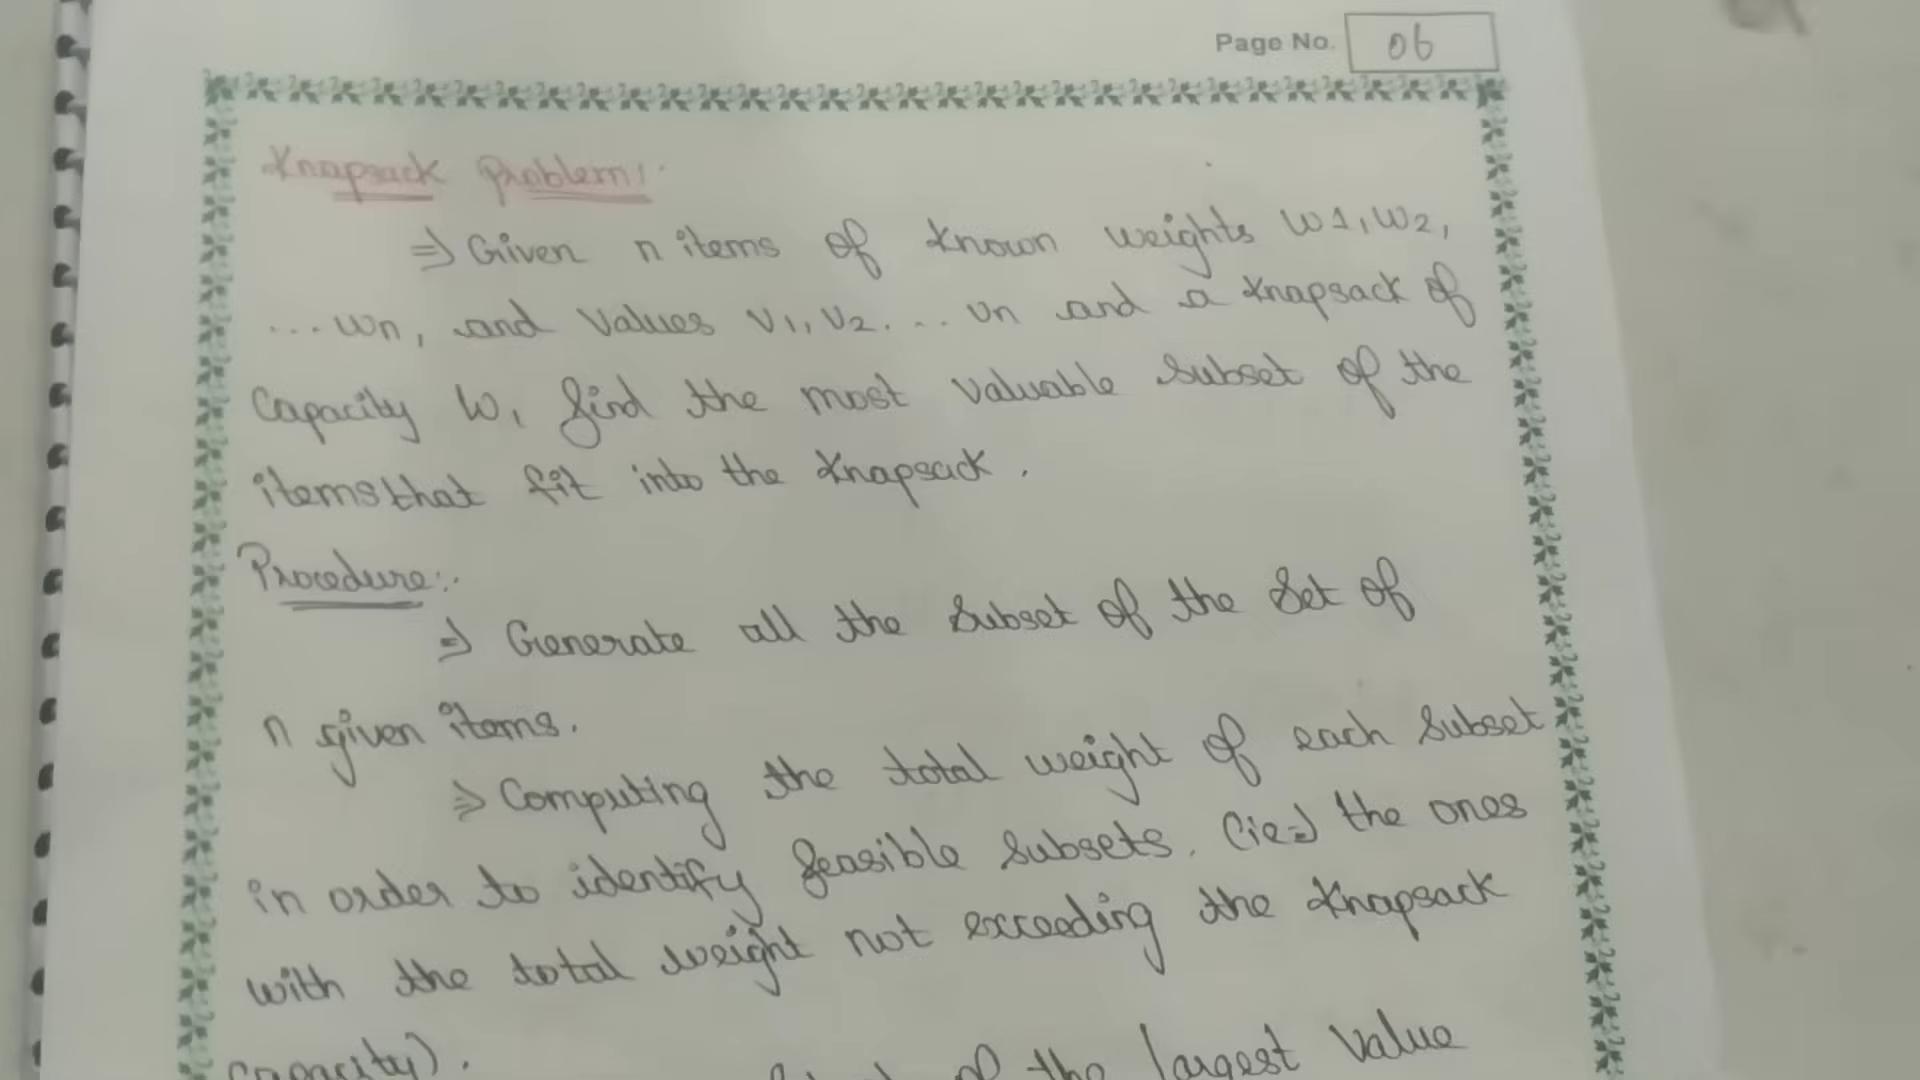 Page No. 06
Knapsack Problem:
⇒ Given n items of known weights w1, w2,
... wn, and values v1, v2. ... vn and a knapsack of
capacity W, find the most valuable subset of the
items that fit into the knapsack.
Procedure:
⇒ Generate all the subset of the set of
n given items.
⇒ Computing the total weight of each subset
in order to identify feasible subsets. (ie⇒ the ones
with the total weight not exceeding the knapsack
capacity).
of the largest value